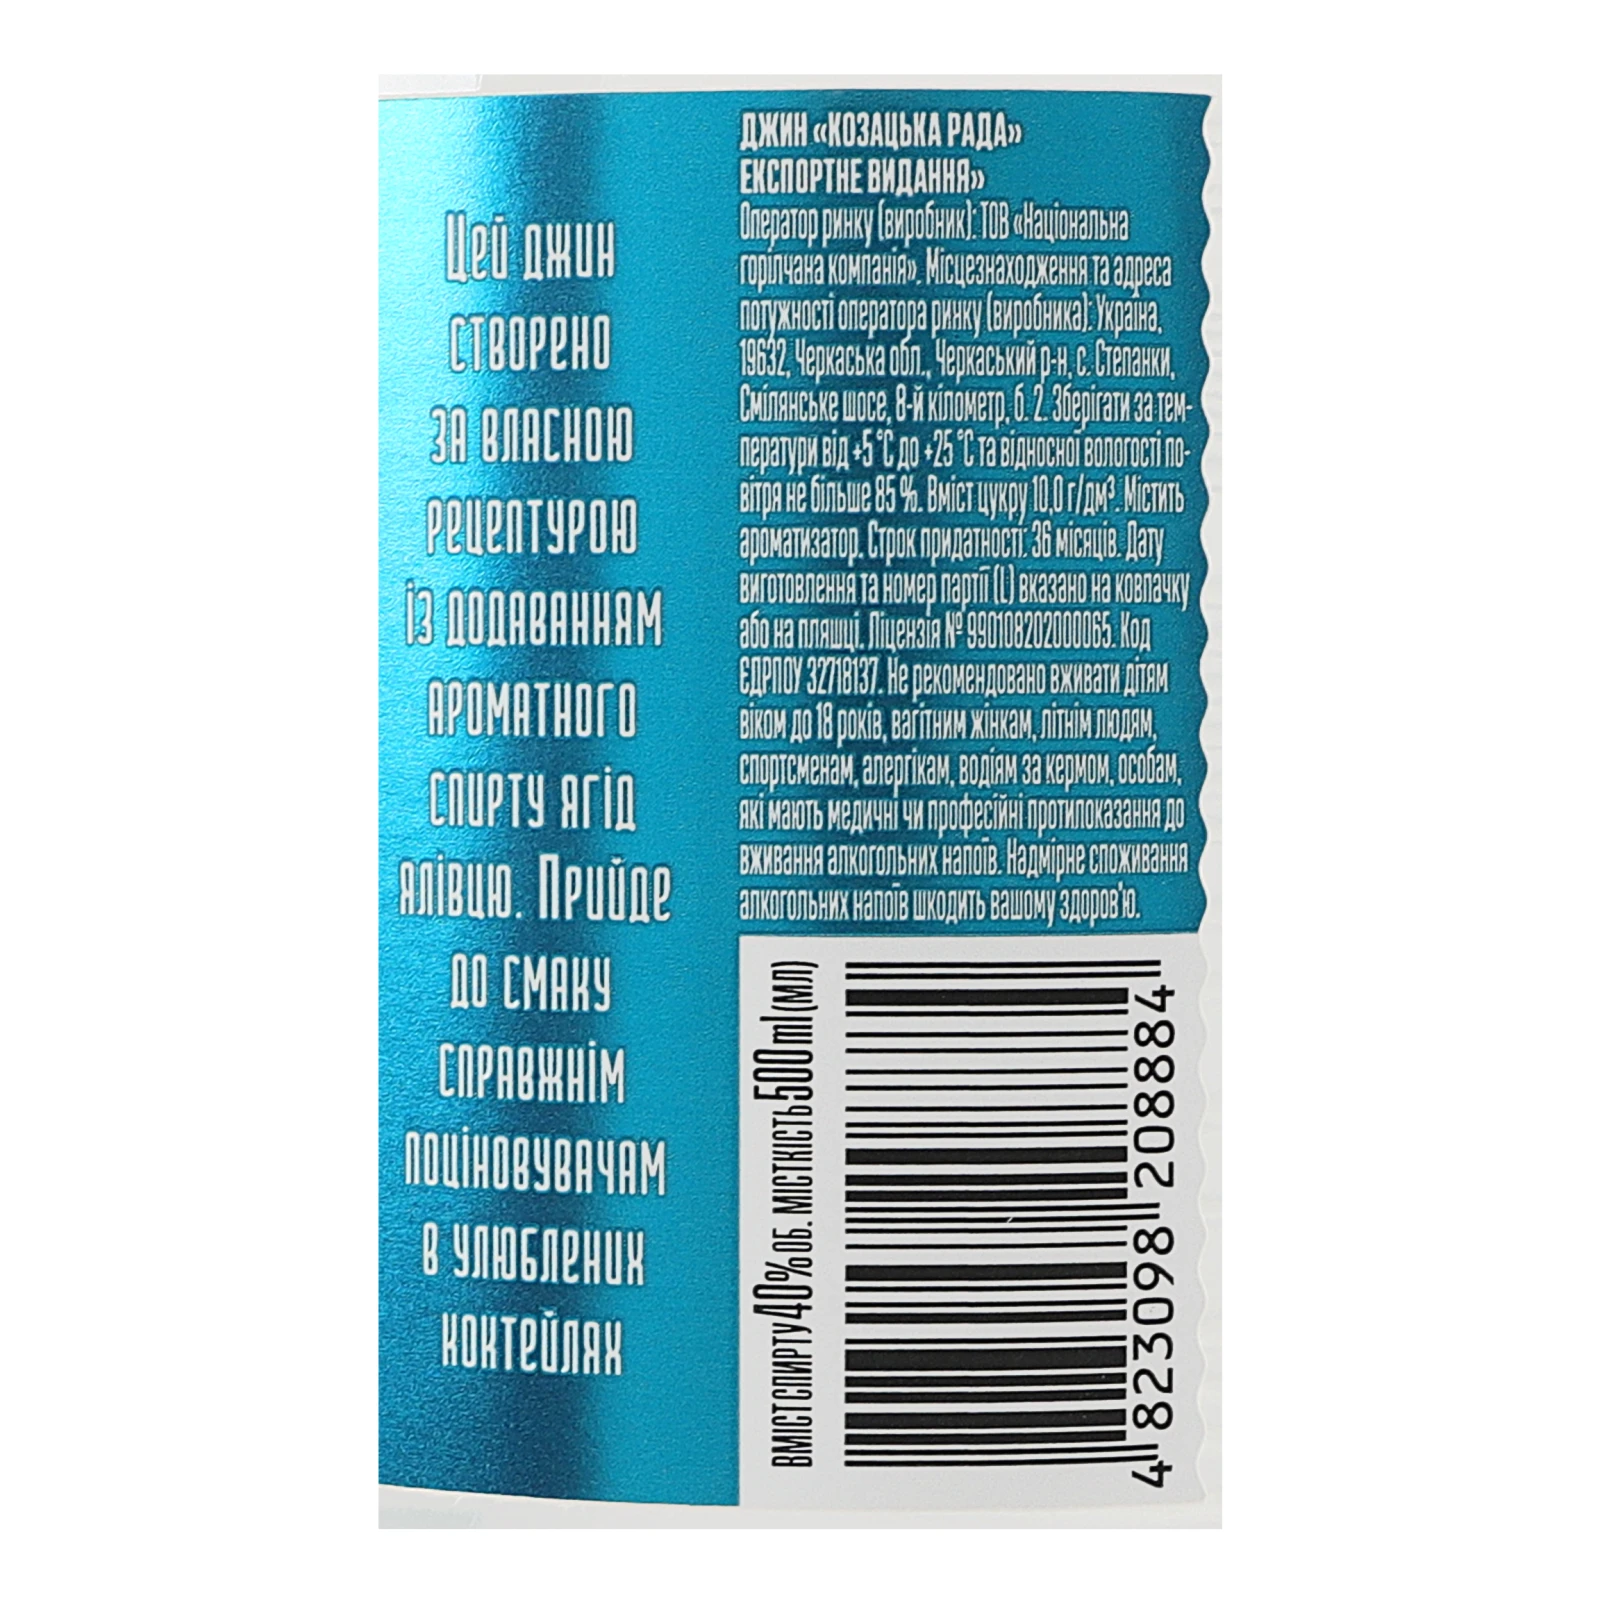 Цей джин
створено
за власною
рецептурою
із додаванням
ароматного
спирту ягід
ялівцю. Прийде
до смаку
справжнім
поціновувачам
в улюблених
коктейлях
ДЖИН «КОЗАЦЬКА РАДА»
ЕКСПОРТНЕ ВИДАННЯ»
Оператор ринку (виробник): ТОВ «Національна
горілчана компанія». Місцезнаходження та адреса
потужності оператора ринку (виробника): Україна,
19632, Черкаська обл., Черкаський р-н, с. Степанки,
Смілянське шосе, 8-й кілометр, б. 2. Зберігати за тем-
ператури від +5 °С до +25 °С та відносної вологості по-
вітря не більше 85 %. Вміст цукру 10,0 г/дм³. Містить
ароматизатор. Строк придатності: 36 місяців. Дату
виготовлення та номер партії (L) вказано на ковпачку
або на пляшці. Ліцензія № 990108202000065. Код
ЄДРПОУ 32718137. Не рекомендовано вживати дітям
віком до 18 років, вагітним жінкам, літнім людям,
спортсменам, алергікам, водіям за кермом, особам,
які мають медичні чи професійні протипоказання до
вживання алкогольних напоїв. Надмірне споживання
алкогольних напоїв шкодить вашому здоров'ю.
ВМІСТ СПИРТУ 40% ОБ. МІСТКІСТЬ 500ml (МЛ)
4 823098 208884